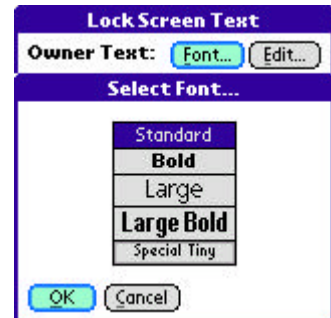 Lock Screen Text
Owner Text: Font... Edit...
Select Font...
Standard
Bold
Large
Large Bold
Special Tiny
OK Cancel